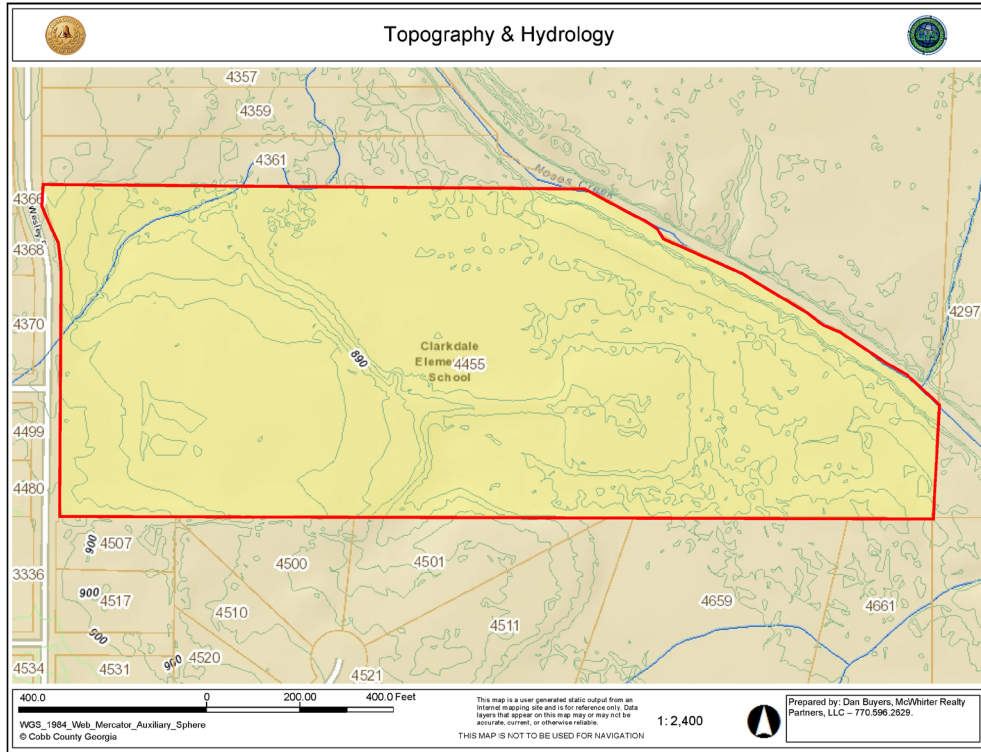 Topography & Hydrology
4357
4359
4361
Noses Creek
4366
Wesley
4368
4370
4297
890
Clarkdale
Eleme 4455
School
4499
4480
900
4507
4500
4501
3336
900
4517
4510
4511
4659
4661
900
900
4534
4531
4520
4521
400.0
0
200.00
400.0 Feet
WGS_1984_Web_Mercator_Auxiliary_Sphere
© Cobb County Georgia
This map is a user generated static output from an
Internet mapping site and is for reference only. Data
layers that appear on this map may or may not be
accurate, current, or otherwise reliable.
THIS MAP IS NOT TO BE USED FOR NAVIGATION
1: 2,400
Prepared by: Dan Buyers, McWhirter Realty
Partners, LLC – 770.596.2629.